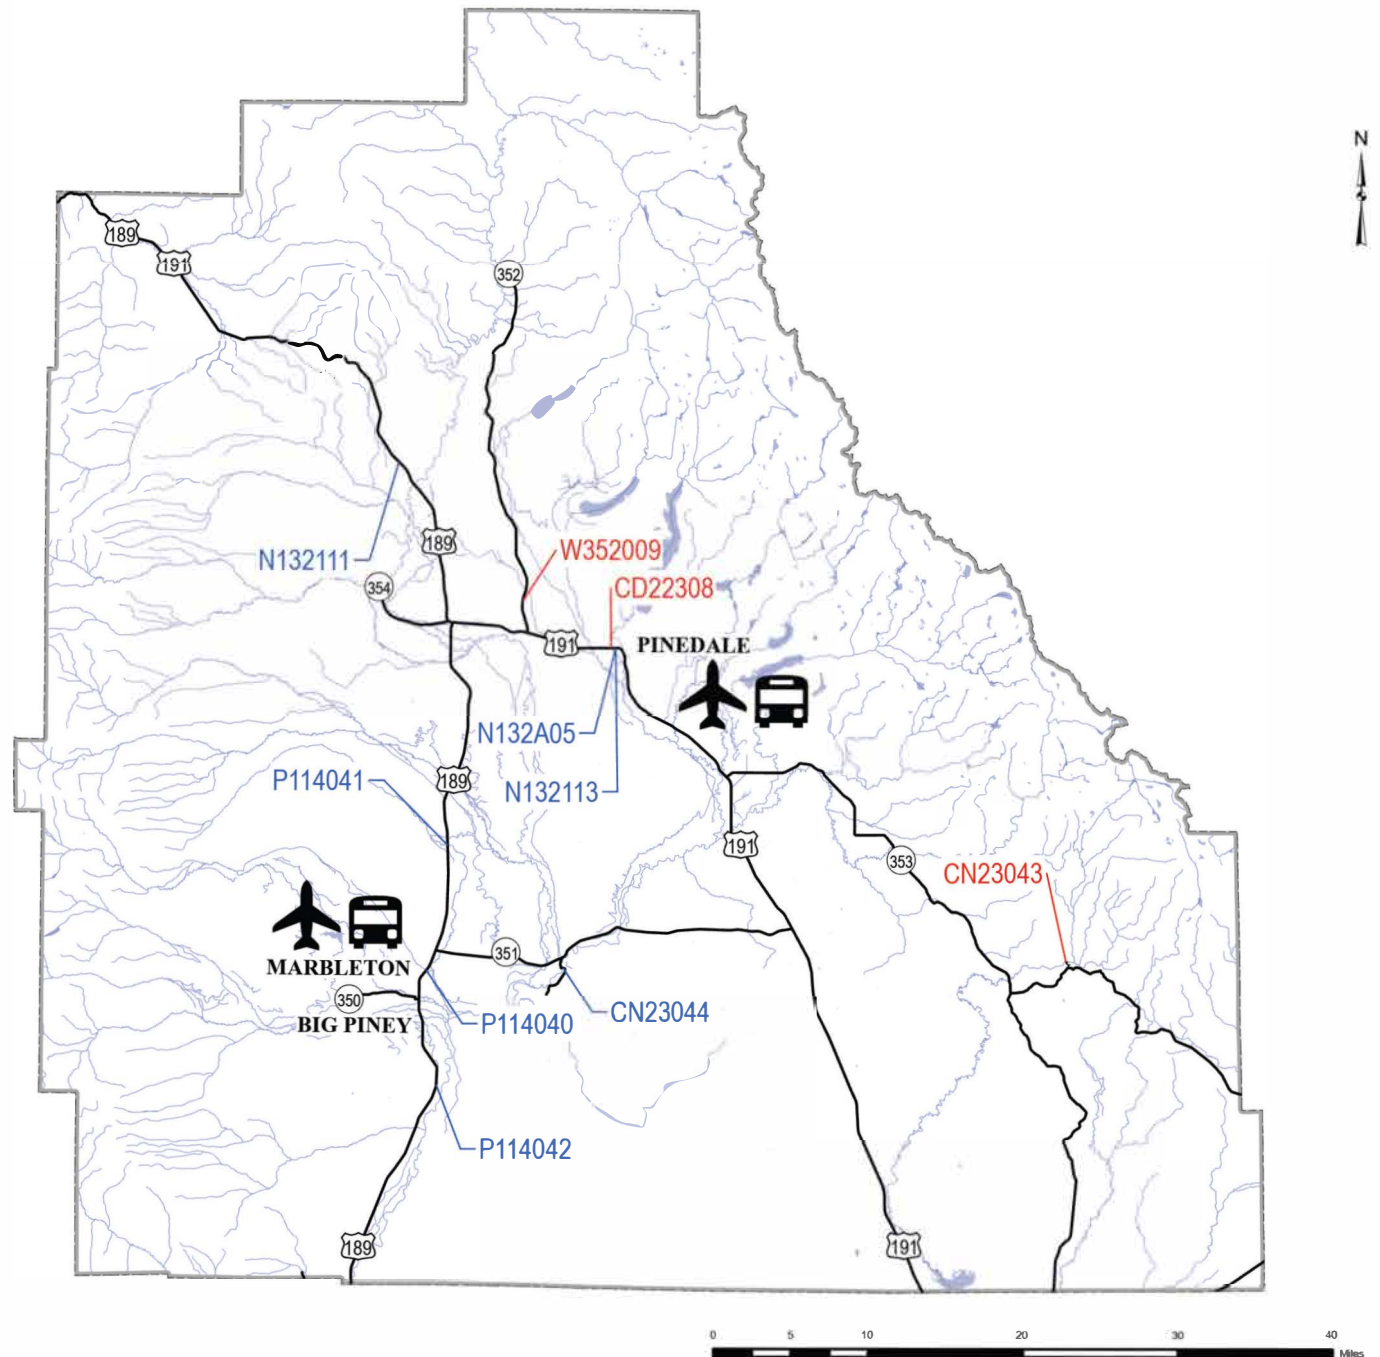 N
189
191
352
N132111
189
W352009
354
CD22308
191
PINEDALE
N132A05
P114041
189
N132113
191
353
CN23043
351
MARBLETON
350
BIG PINEY
P114040
CN23044
P114042
189
191
0 5 10 20 30 40
Miles